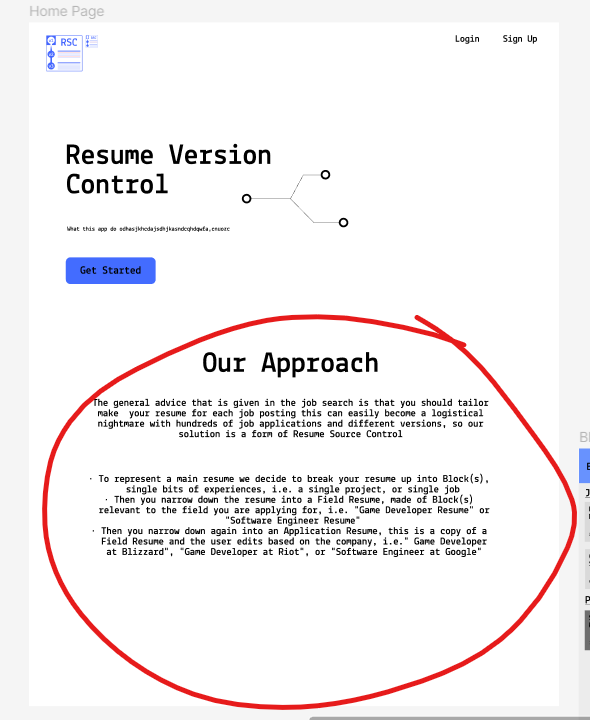 Home Page
RSC
Login Sign Up
Resume Version
Control
What this app do
Get Started
Our Approach
The general advice that is given in the job search is that you should tailor
make your resume for each job posting this can easily become a logistical
nightmare with hundreds of job applications and different versions, so our
solution is a form of Resume Source Control
· To represent a main resume we decide to break your resume up into Block(s),
single bits of experiences, i.e. a single project, or single job
· Then you narrow down the resume into a Field Resume, made of Block(s)
relevant to the field you are applying for, i.e. "Game Developer Resume" or
"Software Engineer Resume"
· Then you narrow down again into an Application Resume, this is a copy of a
Field Resume and the user edits based on the company, i.e." Game Developer
at Blizzard", "Game Developer at Riot", or "Software Engineer at Google"